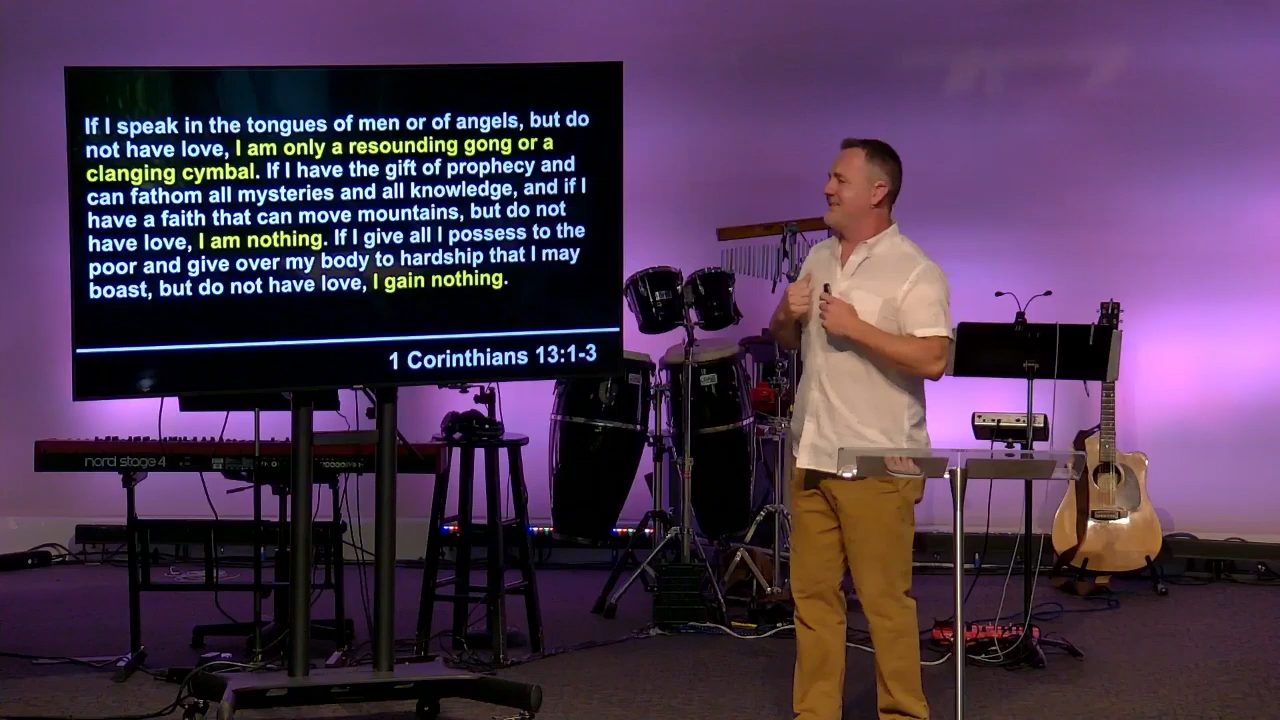 If I speak in the tongues of men or of angels, but do
not have love, I am only a resounding gong or a
clanging cymbal. If I have the gift of prophecy and
can fathom all mysteries and all knowledge, and if I
have a faith that can move mountains, but do not
have love, I am nothing. If I give all I possess to the
poor and give over my body to hardship that I may
boast, but do not have love, I gain nothing.
1 Corinthians 13:1-3
nord stage 4